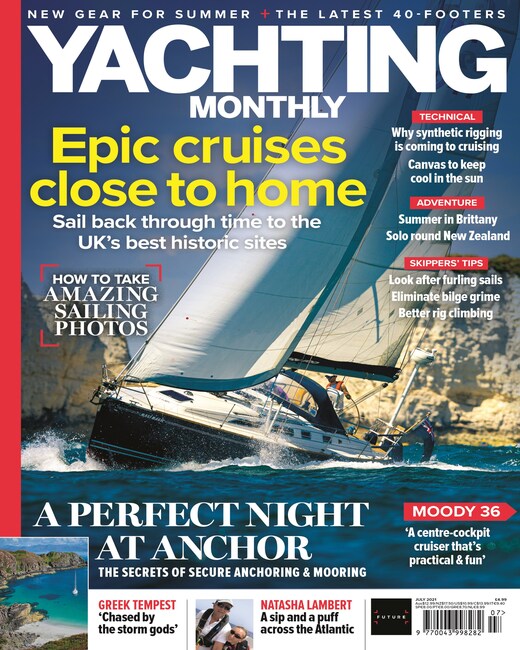 NEW GEAR FOR SUMMER + THE LATEST 40-FOOTERS
YACHTING
MONTHLY
Epic cruises
close to home
Sail back through time to the
UK's best historic sites
HOW TO TAKE
AMAZING
SAILING
PHOTOS
TECHNICAL
Why synthetic rigging
is coming to cruising
Canvas to keep
cool in the sun
ADVENTURE
Summer in Brittany
Solo round New Zealand
SKIPPERS' TIPS
Look after furling sails
Eliminate bilge grime
Better rig climbing
A PERFECT NIGHT
AT ANCHOR
THE SECRETS OF SECURE ANCHORING & MOORING
MOODY 36
'A centre-cockpit
cruiser that's
practical & fun'
GREEK TEMPEST
'Chased by
the storm gods'
NATASHA LAMBERT
A sip and a puff
across the Atlantic
FUTURE
JULY 2021
£4.99
07
9 770043 998282